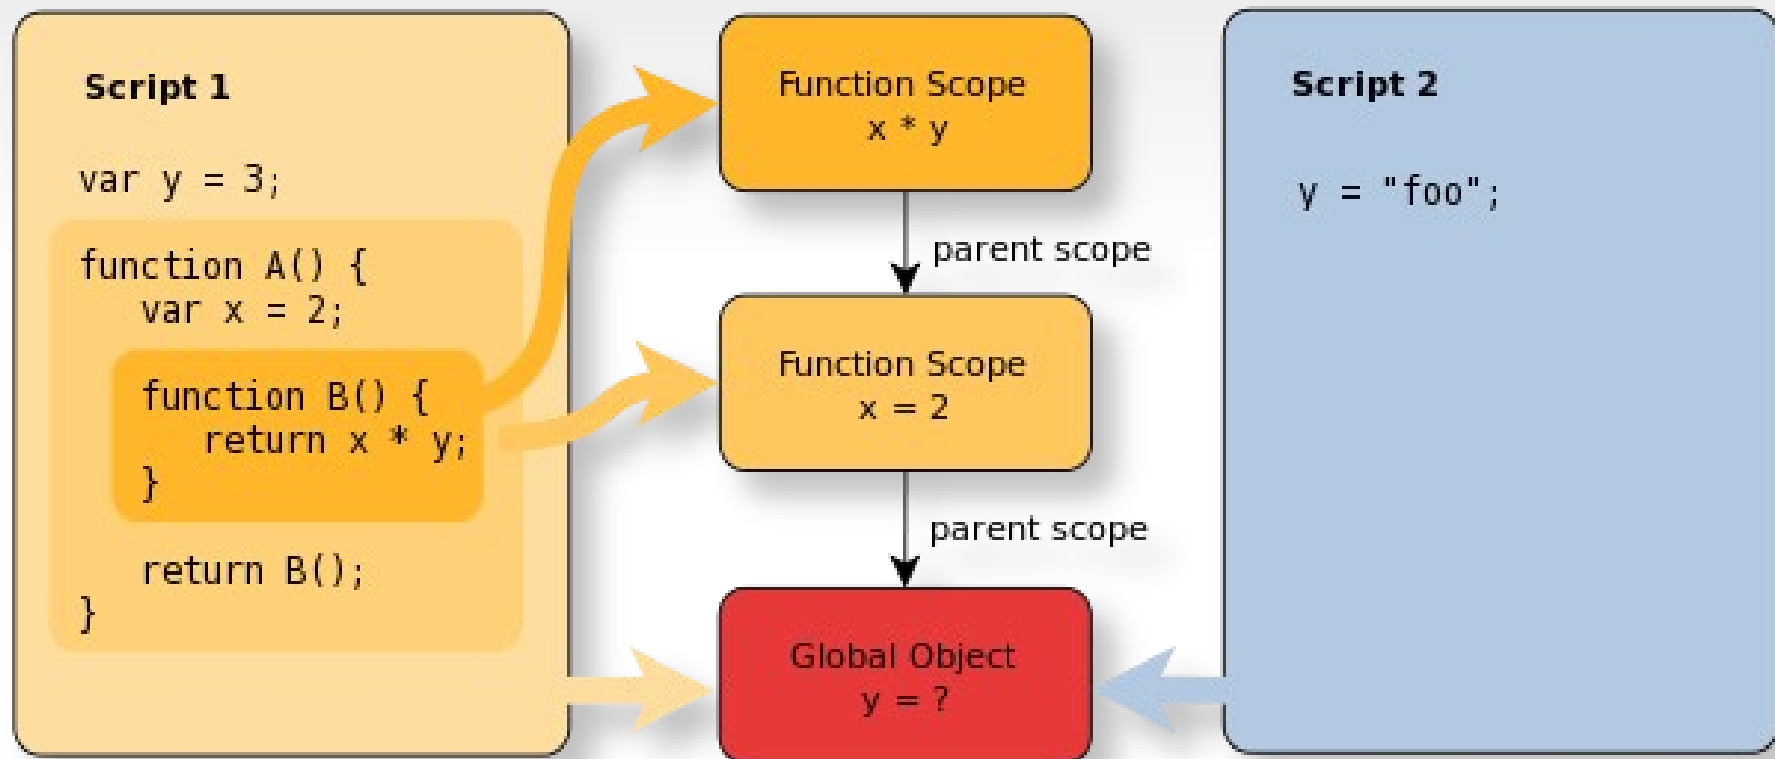 Script 1
var y = 3;
function A() {
   var x = 2;
   function B() {
      return x * y;
   }
   return B();
}
Function Scope
x * y
parent scope
Function Scope
x = 2
parent scope
Global Object
y = ?
Script 2
y = "foo";